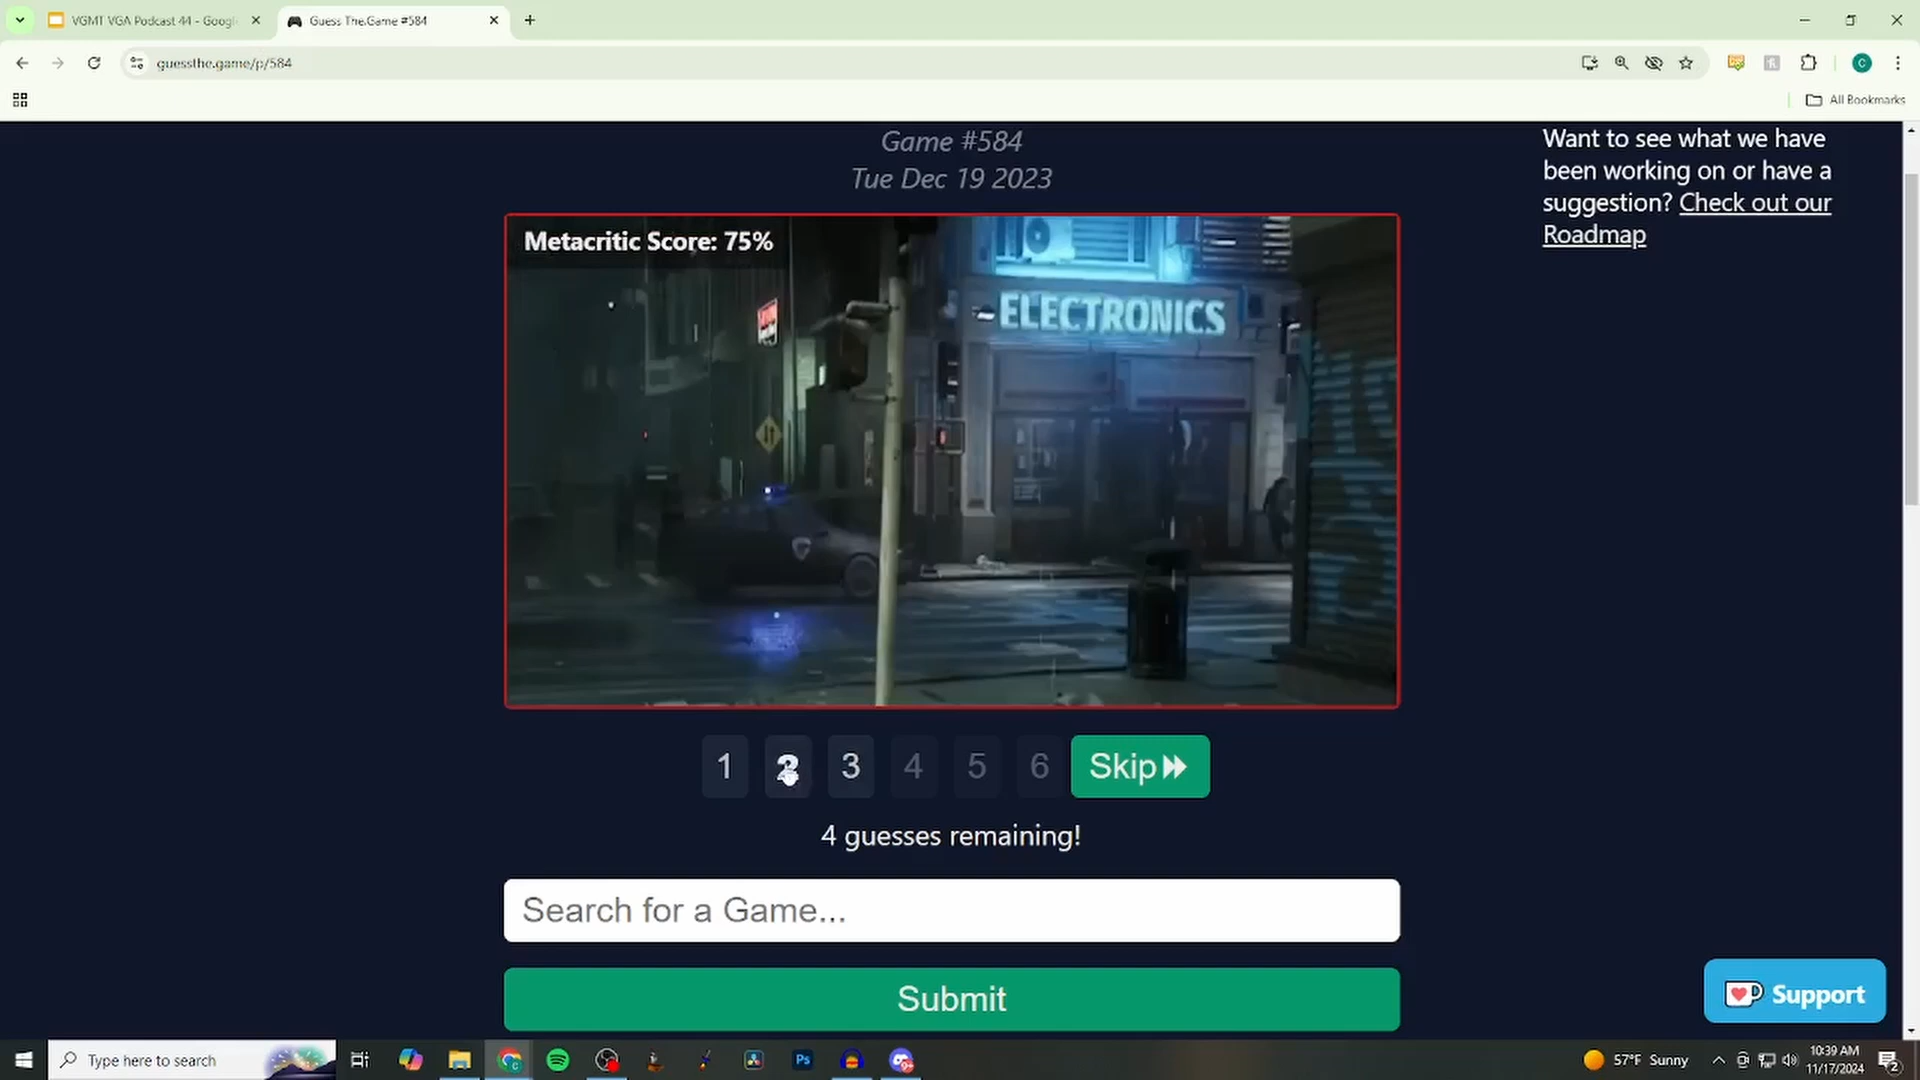 VGMT VGA Podcast 44 - Googl
Guess The.Game #584
guessthe.game/p/584
All Bookmarks
Game #584
Tue Dec 19 2023
Want to see what we have
been working on or have a
suggestion? Check out our
Roadmap
Metacritic Score: 75%
ELECTRONICS
1 2 3 4 5 6 Skip
4 guesses remaining!
Search for a Game...
Submit
Support
Type here to search
57°F Sunny
10:39 AM
11/17/2024